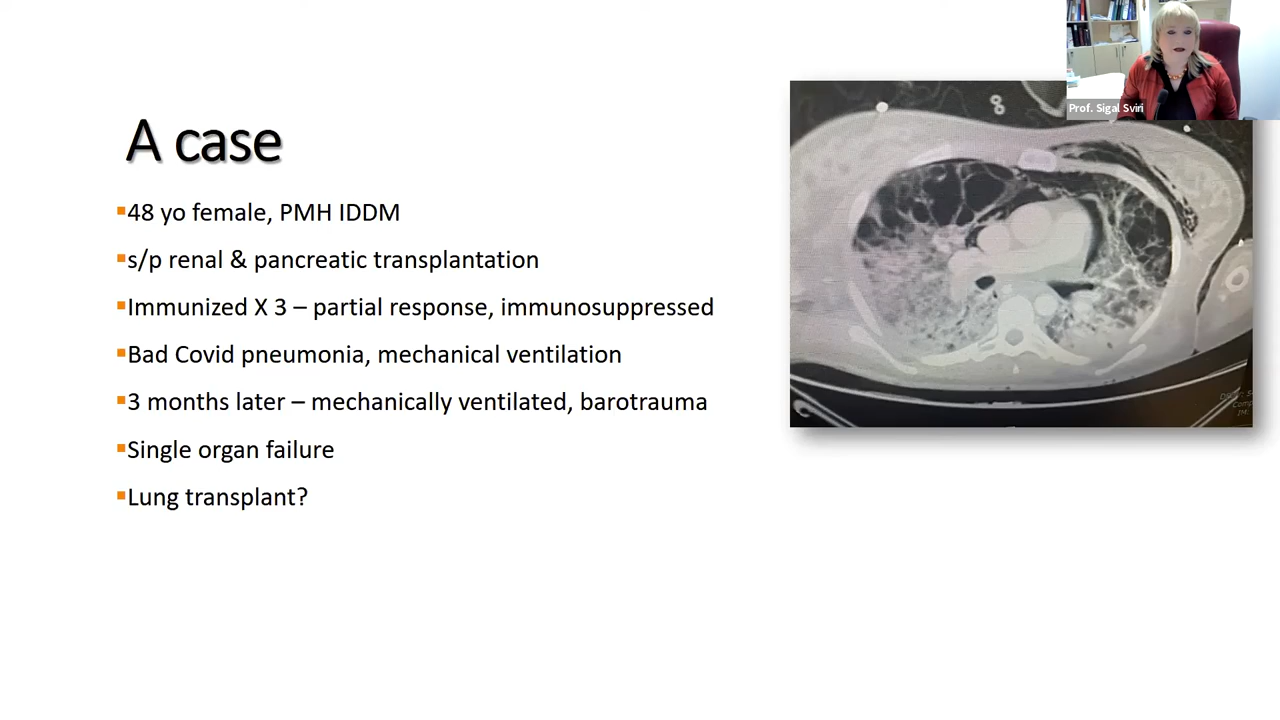 Prof. Sigal Sviri
A case
48 yo female, PMH IDDM
s/p renal & pancreatic transplantation
Immunized X 3 – partial response, immunosuppressed
Bad Covid pneumonia, mechanical ventilation
3 months later – mechanically ventilated, barotrauma
Single organ failure
Lung transplant?